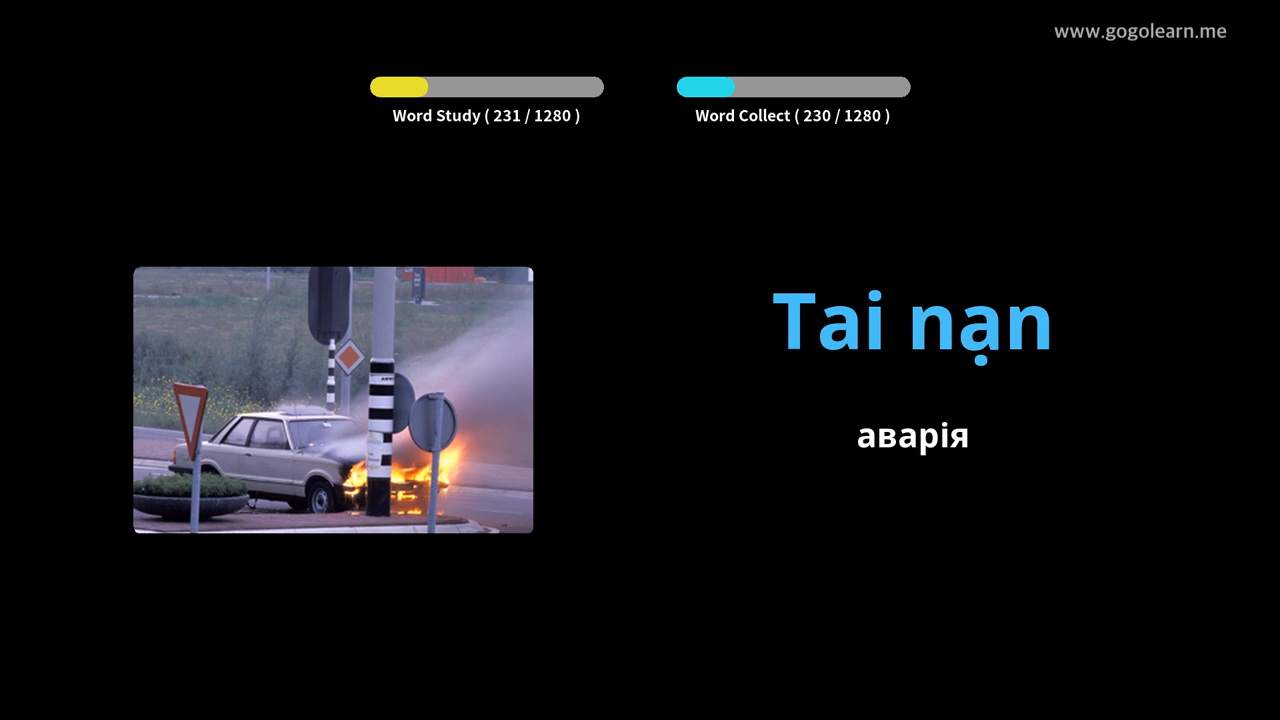 www.gogolearn.me
Word Study ( 231 / 1280 )
Word Collect ( 230 / 1280 )
Tai nạn
аварія